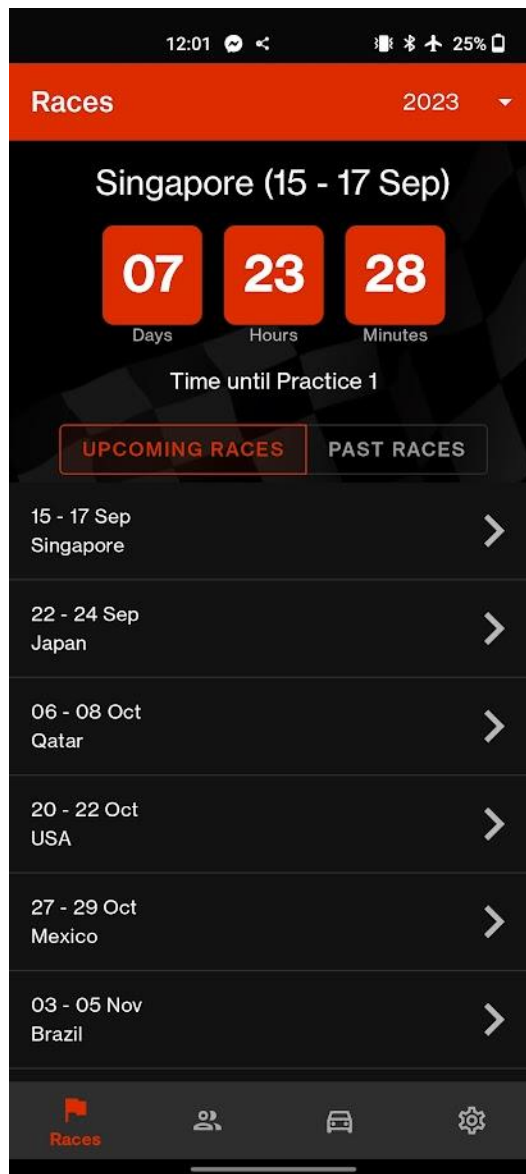 12:01 25%
Races 2023
Singapore (15 - 17 Sep)
07 23 28
Days Hours Minutes
Time until Practice 1
UPCOMING RACES PAST RACES
15 - 17 Sep
Singapore
22 - 24 Sep
Japan
06 - 08 Oct
Qatar
20 - 22 Oct
USA
27 - 29 Oct
Mexico
03 - 05 Nov
Brazil
Races